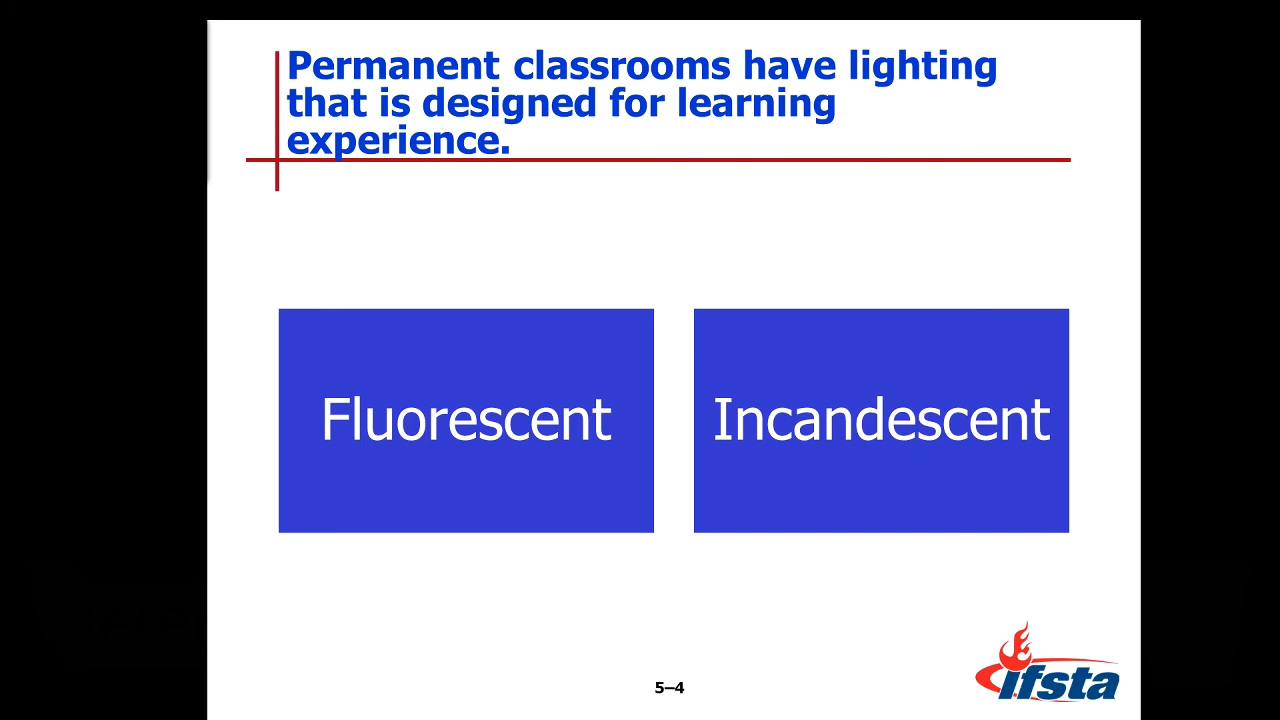 Permanent classrooms have lighting
that is designed for learning
experience.
Fluorescent
Incandescent
5–4
ifsta